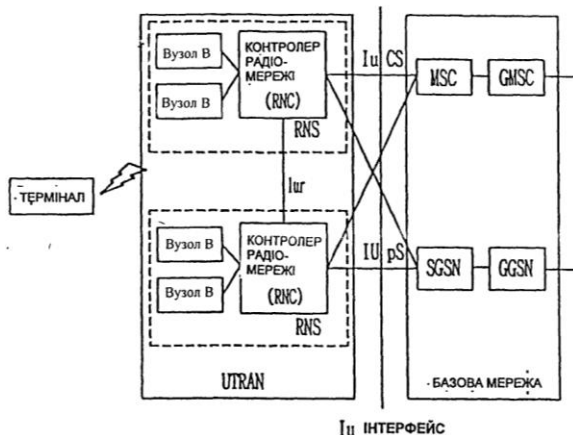 Вузол В
Вузол В
КОНТРОЛЕР
РАДІО-
МЕРЕЖІ
(RNC)
RNS
Iu CS
MSC
GMSC
ТЕРМІНАЛ
Iur
Вузол В
Вузол В
КОНТРОЛЕР
РАДІО-
МЕРЕЖІ
(RNC)
RNS
IU pS
SGSN
GGSN
UTRAN
БАЗОВА МЕРЕЖА
Iu ІНТЕРФЕЙС